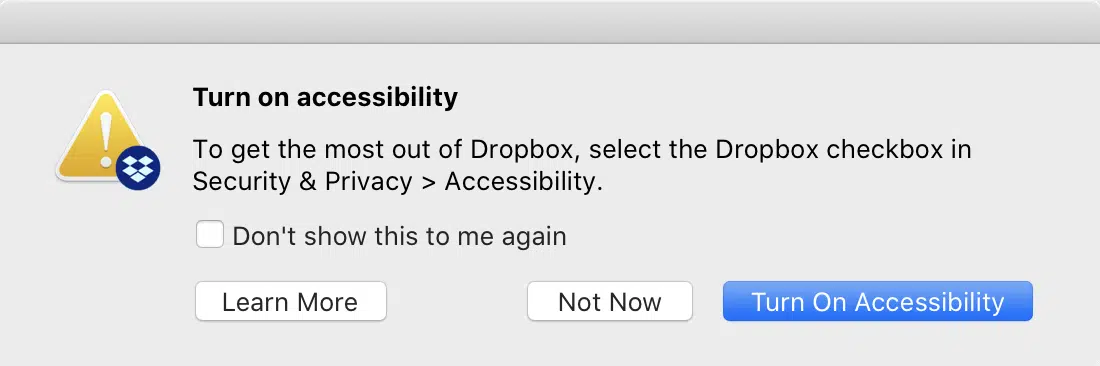 Turn on accessibility
To get the most out of Dropbox, select the Dropbox checkbox in
Security & Privacy > Accessibility.
Don't show this to me again
Learn More
Not Now
Turn On Accessibility